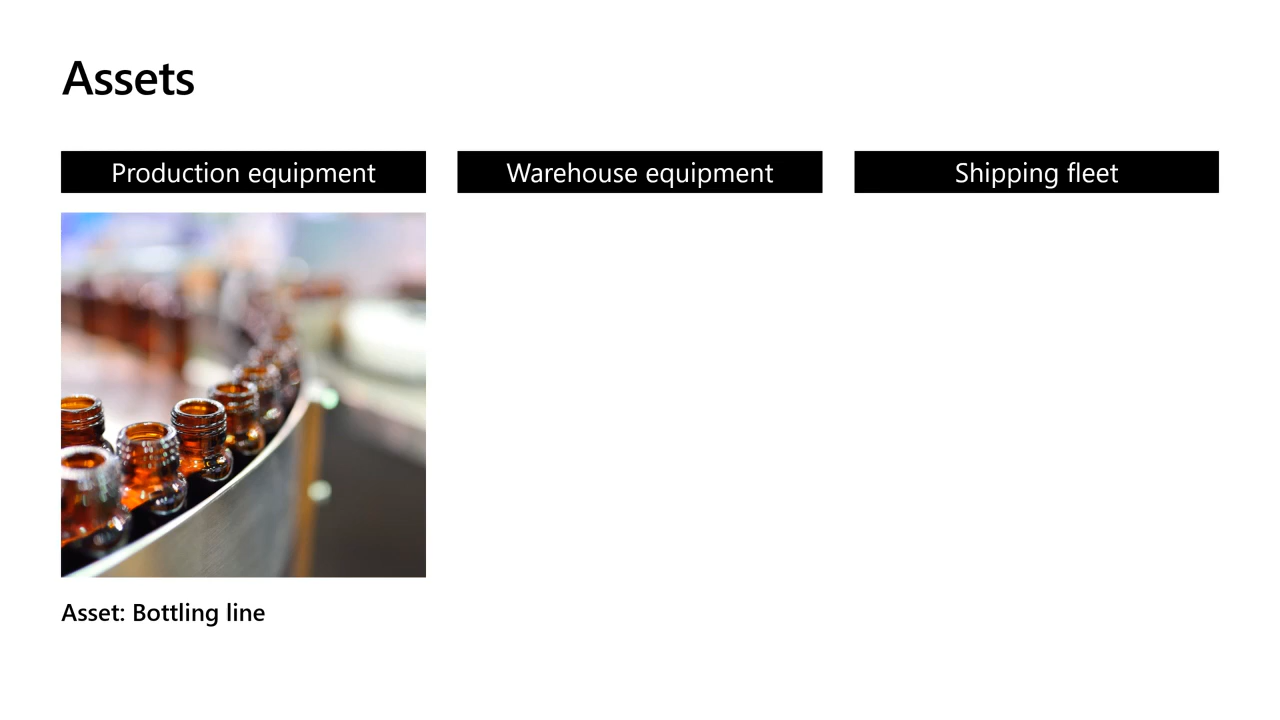 Assets
Production equipment
Warehouse equipment
Shipping fleet
Asset: Bottling line